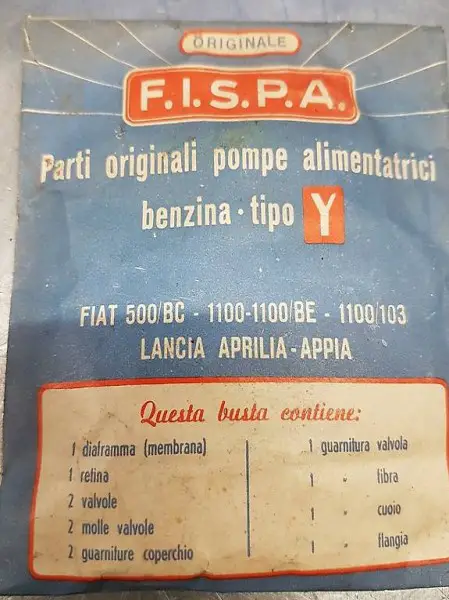 ORIGINALE
F.I.S.P.A.
Parti originali pompe alimentatrici
benzina · tipo Y
FIAT 500/BC - 1100-1100/BE - 1100/103
LANCIA APRILIA - APPIA
Questa busta contiene:
1 diaframma (membrana)
1 retina
2 valvole
2 molle valvole
2 guarniture coperchio
1 guarnitura valvola
1 " fibra
1 " cuoio
1 " flangia